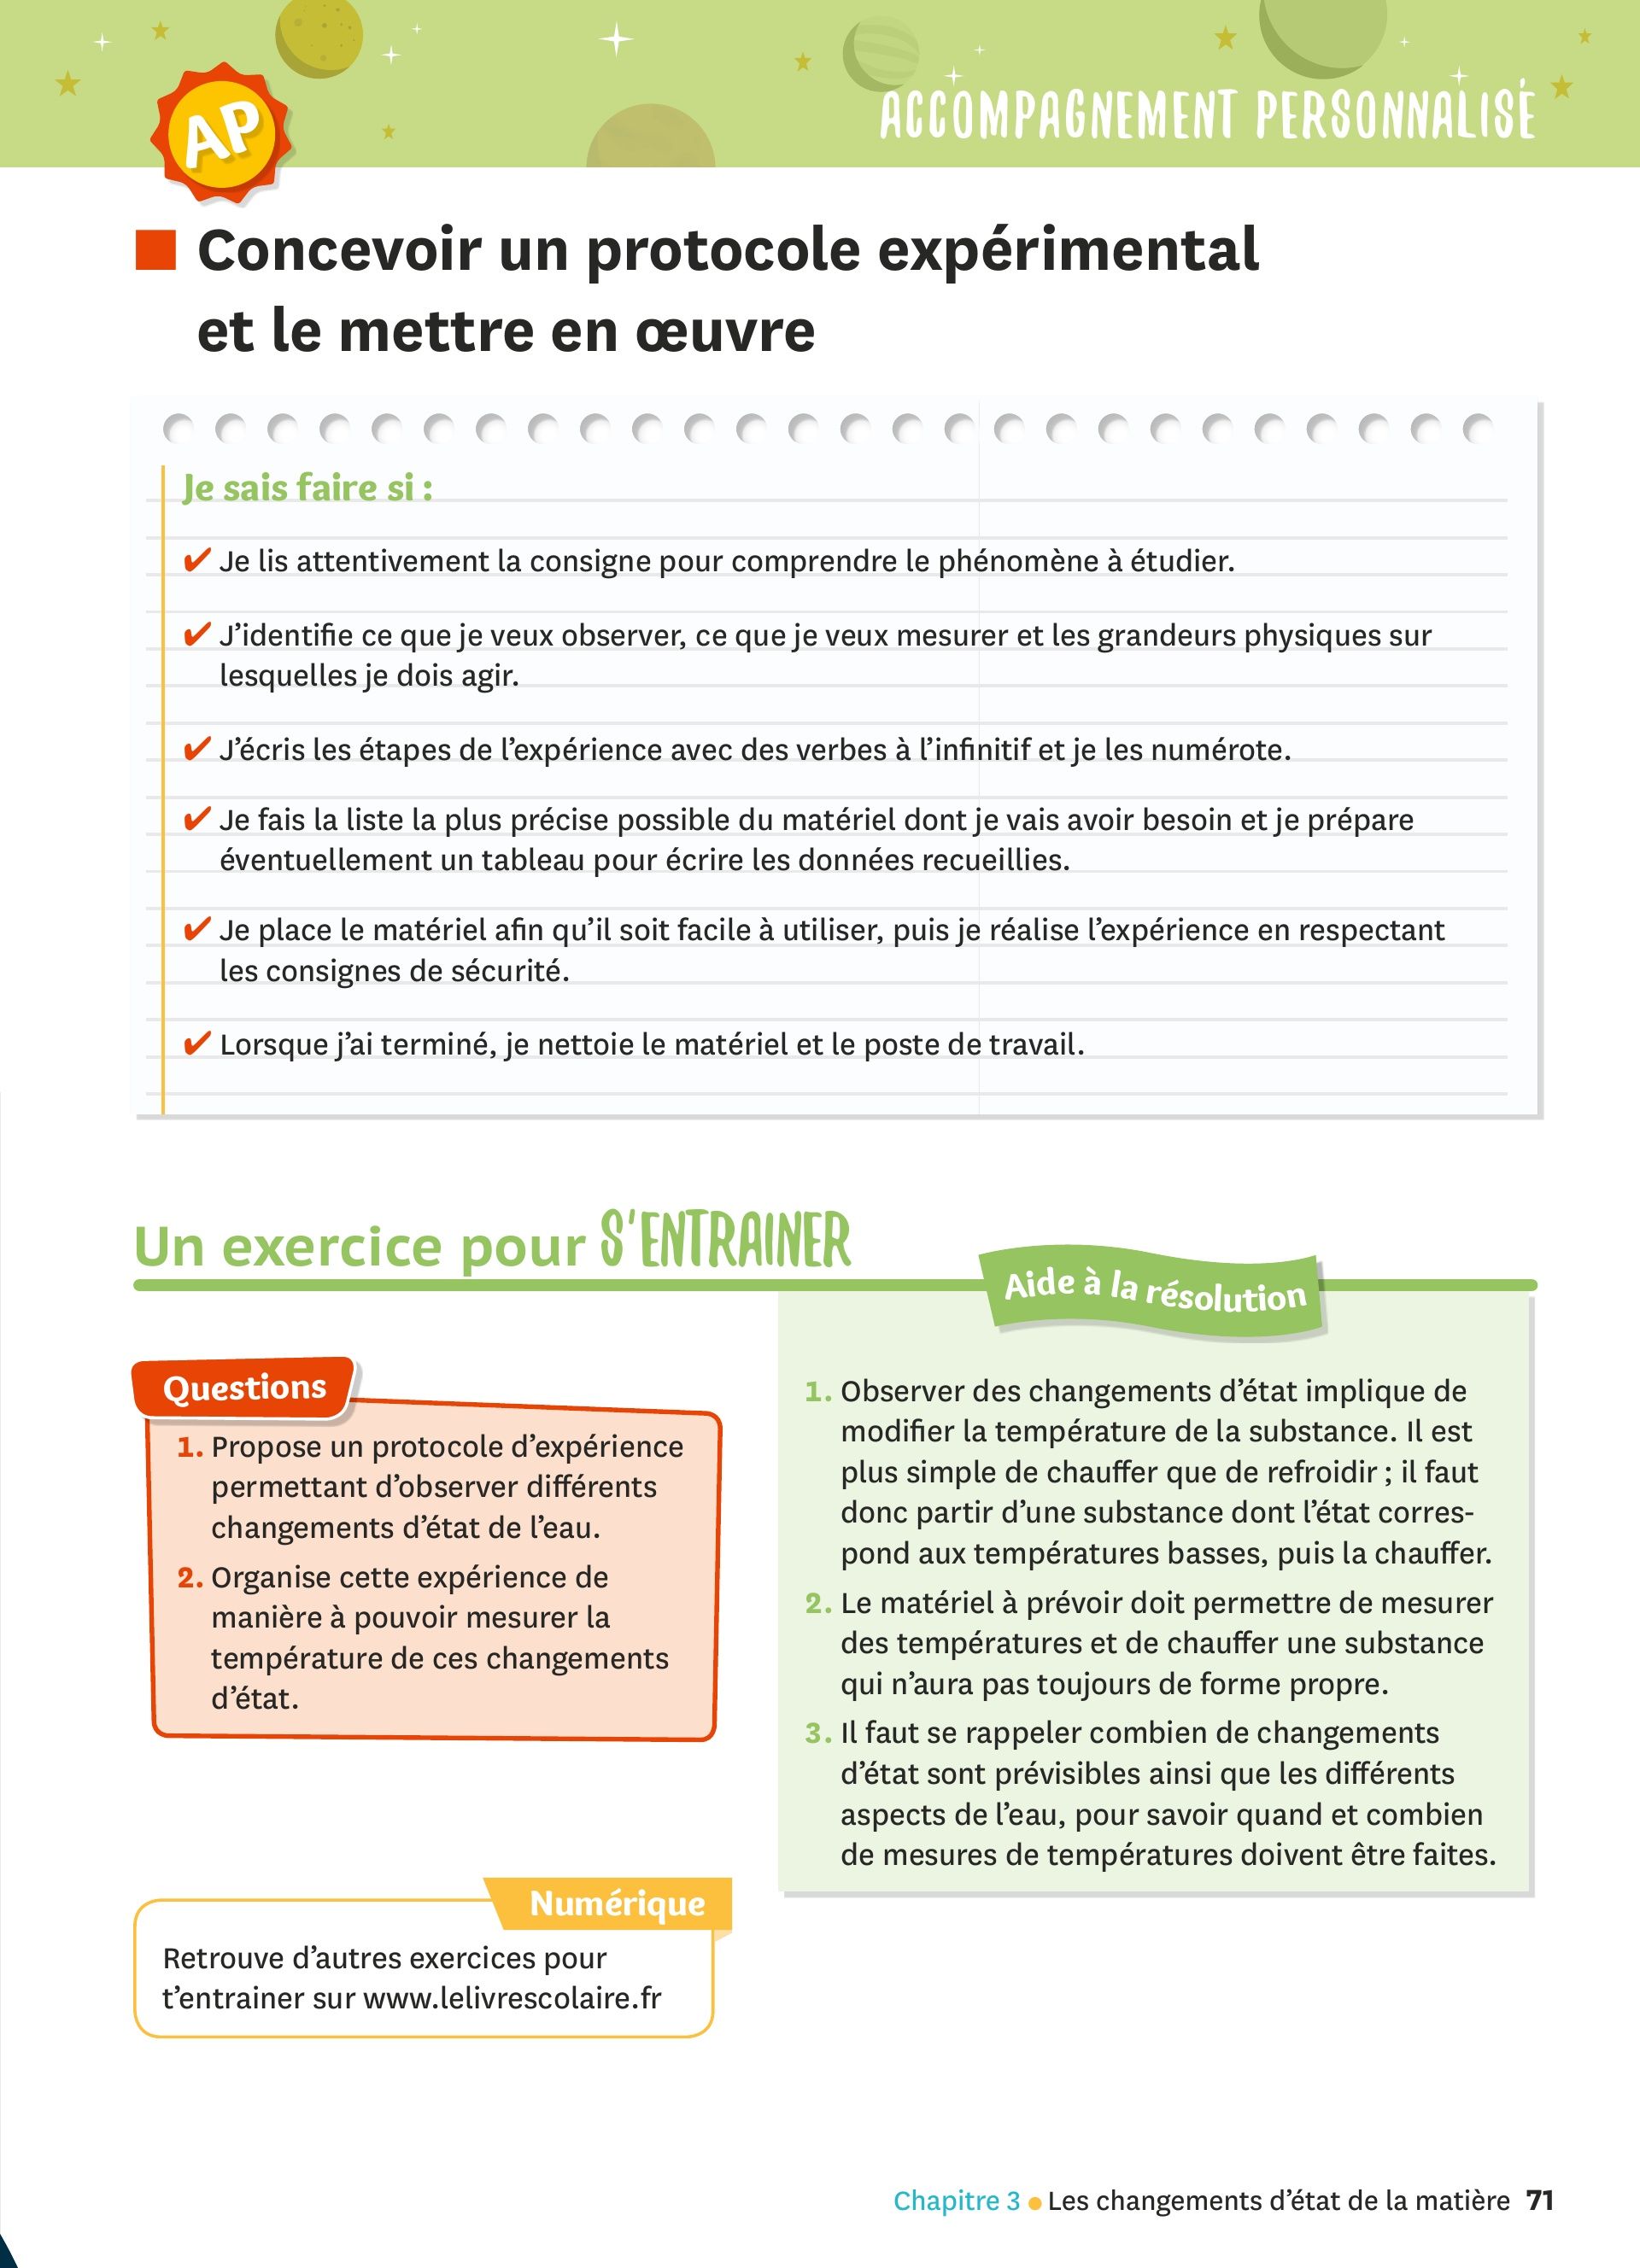 ACCOMPAGNEMENT PERSONNALISÉ
AP
Concevoir un protocole expérimental
et le mettre en œuvre
Je sais faire si :
✔ Je lis attentivement la consigne pour comprendre le phénomène à étudier.
✔ J’identifie ce que je veux observer, ce que je veux mesurer et les grandeurs physiques sur
lesquelles je dois agir.
✔ J’écris les étapes de l’expérience avec des verbes à l’infinitif et je les numérote.
✔ Je fais la liste la plus précise possible du matériel dont je vais avoir besoin et je prépare
éventuellement un tableau pour écrire les données recueillies.
✔ Je place le matériel afin qu’il soit facile à utiliser, puis je réalise l’expérience en respectant
les consignes de sécurité.
✔ Lorsque j’ai terminé, je nettoie le matériel et le poste de travail.
Un exercice pour S’ENTRAINER
Questions
1. Propose un protocole d’expérience
permettant d’observer différents
changements d’état de l’eau.
2. Organise cette expérience de
manière à pouvoir mesurer la
température de ces changements
d’état.
Aide à la résolution
1. Observer des changements d’état implique de
modifier la température de la substance. Il est
plus simple de chauffer que de refroidir ; il faut
donc partir d’une substance dont l’état corres-
pond aux températures basses, puis la chauffer.
2. Le matériel à prévoir doit permettre de mesurer
des températures et de chauffer une substance
qui n’aura pas toujours de forme propre.
3. Il faut se rappeler combien de changements
d’état sont prévisibles ainsi que les différents
aspects de l’eau, pour savoir quand et combien
de mesures de températures doivent être faites.
Numérique
Retrouve d’autres exercices pour
t’entrainer sur www.lelivrescolaire.fr
Chapitre 3 • Les changements d’état de la matière 71